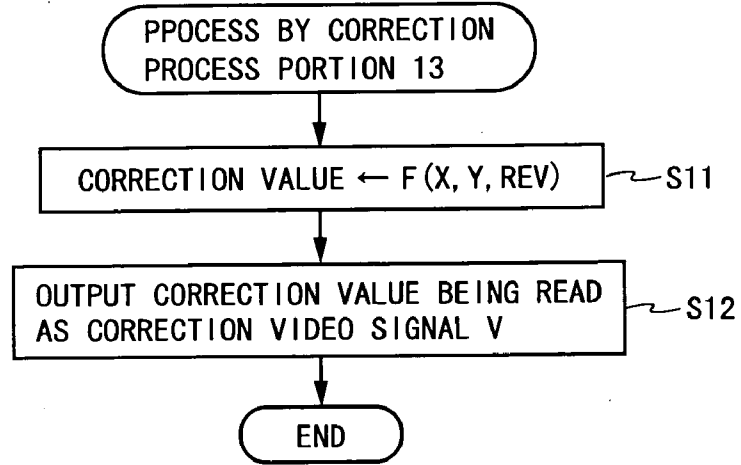 PPOCESS BY CORRECTION
PROCESS PORTION 13
CORRECTION VALUE ← F(X, Y, REV)
S11
OUTPUT CORRECTION VALUE BEING READ
AS CORRECTION VIDEO SIGNAL V
S12
END